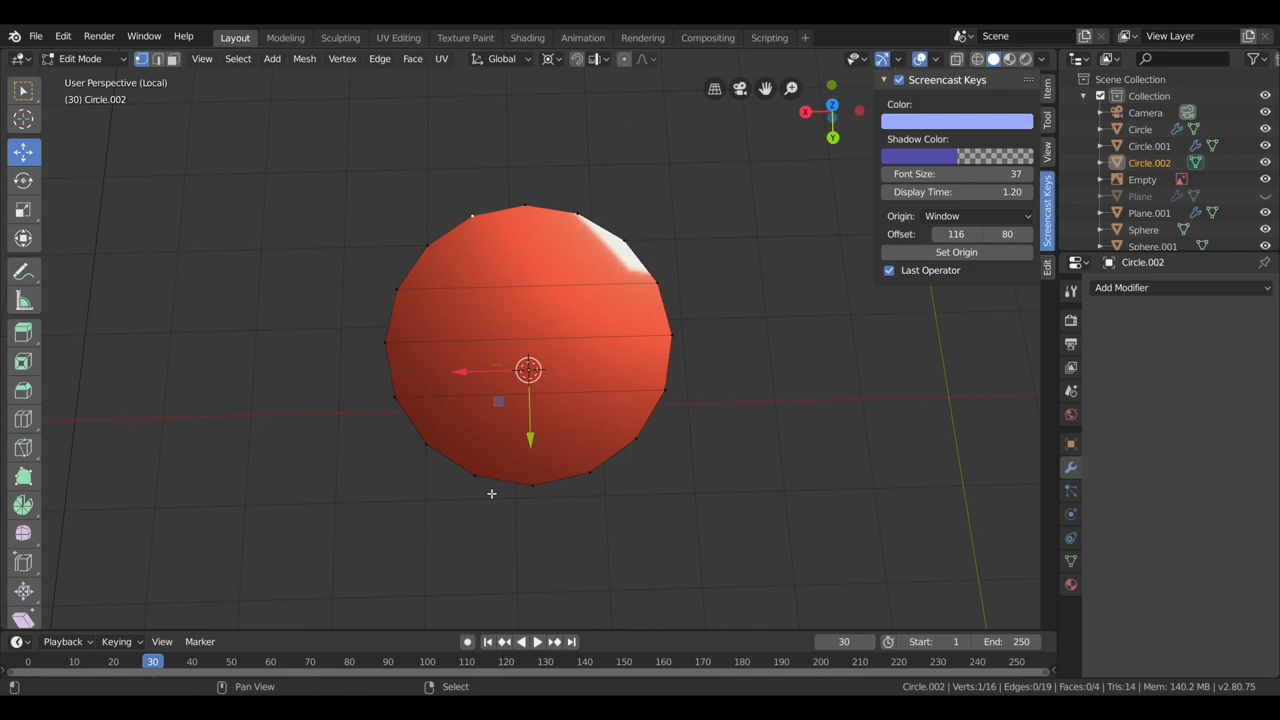 File Edit Render Window Help Layout Modeling Sculpting UV Editing Texture Paint Shading Animation Rendering Compositing Scripting + Scene View Layer
Edit Mode View Select Add Mesh Vertex Edge Face UV Global
User Perspective (Local)
(30) Circle.002
X
Z
Y
Screencast Keys
Color:
Shadow Color:
Font Size: 37
Display Time: 1.20
Origin: Window
Offset: 116 80
Set Origin
Last Operator
Item
Tool
View
Screencast Keys
Edit
Scene Collection
Collection
Camera
Circle
Circle.001
Circle.002
Empty
Plane
Plane.001
Sphere
Sphere.001
Circle.002
Add Modifier
Playback Keying View Marker 30 Start: 1 End: 250
0 10 20 30 40 50 60 70 80 90 100 110 120 130 140 150 160 170 180 190 200 210 220 230 240 250
Pan View Select Circle.002 | Verts:1/16 | Edges:0/19 | Faces:0/4 | Tris:14 | Mem: 140.2 MB | v2.80.75